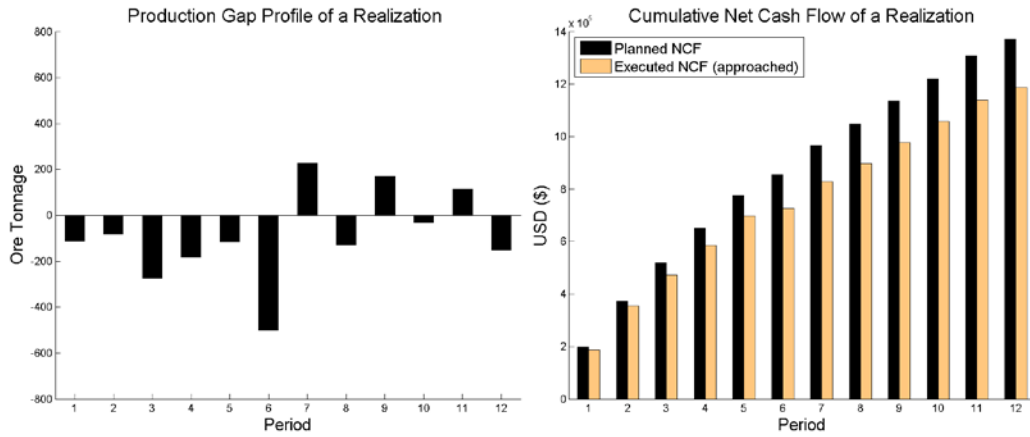 Production Gap Profile of a Realization
800
600
400
200
0
-200
-400
-600
-800
Ore Tonnage
1 2 3 4 5 6 7 8 9 10 11 12
Period
Cumulative Net Cash Flow of a Realization
x 10⁵
14
12
10
8
6
4
2
0
USD ($)
Planned NCF
Executed NCF (approached)
1 2 3 4 5 6 7 8 9 10 11 12
Period